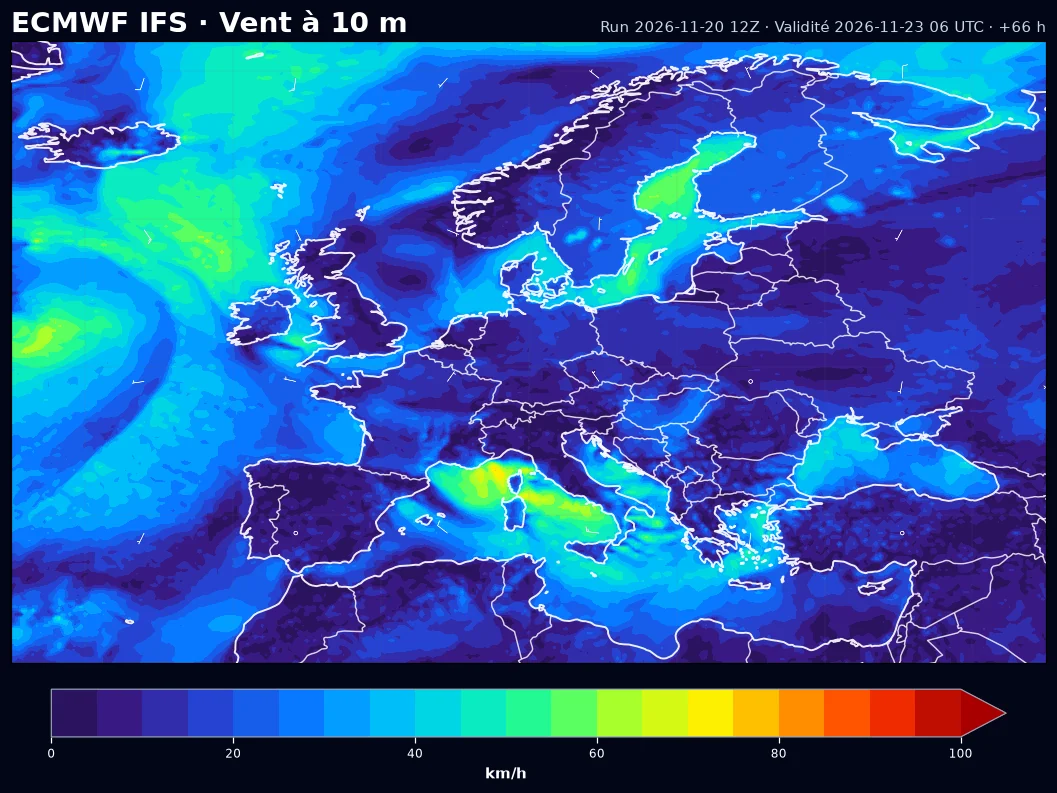 ECMWF IFS · Vent à 10 m
Run 2026-11-20 12Z · Validité 2026-11-23 06 UTC · +66 h
0 20 40 60 80 100
km/h